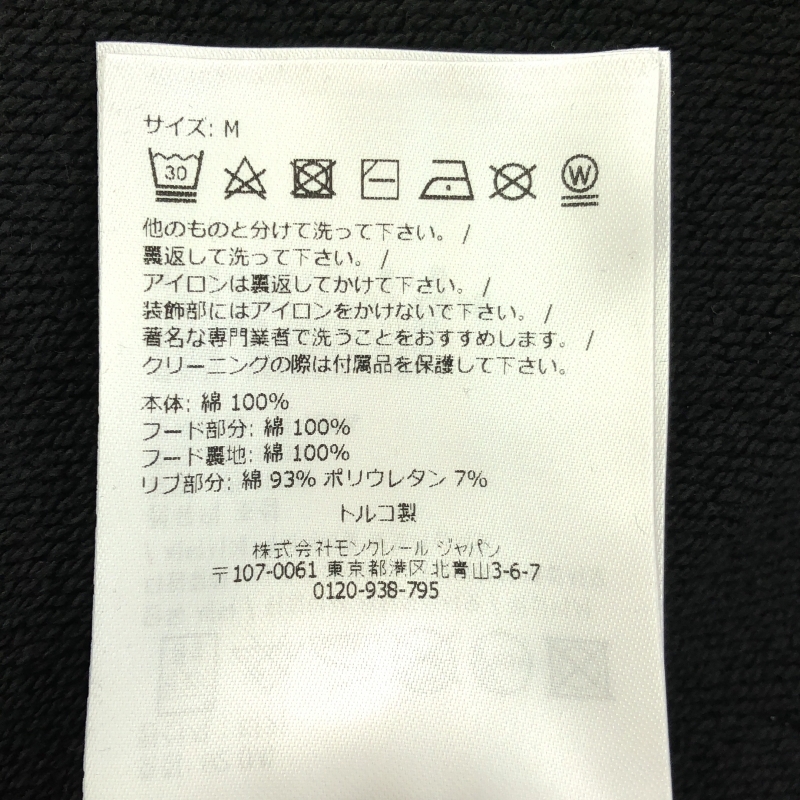 サイズ: M
30
W
他のものと分けて洗って下さい。 /
裏返して洗って下さい。 /
アイロンは裏返してかけて下さい。 /
装飾部にはアイロンをかけないで下さい。 /
著名な専門業者で洗うことをおすすめします。 /
クリーニングの際は付属品を保護して下さい。
本体: 綿 100%
フード部分: 綿 100%
フード裏地: 綿 100%
リブ部分: 綿 93% ポリウレタン 7%
トルコ製
株式会社モンクレール ジャパン
〒107-0061 東京都港区北青山3-6-7
0120-938-795